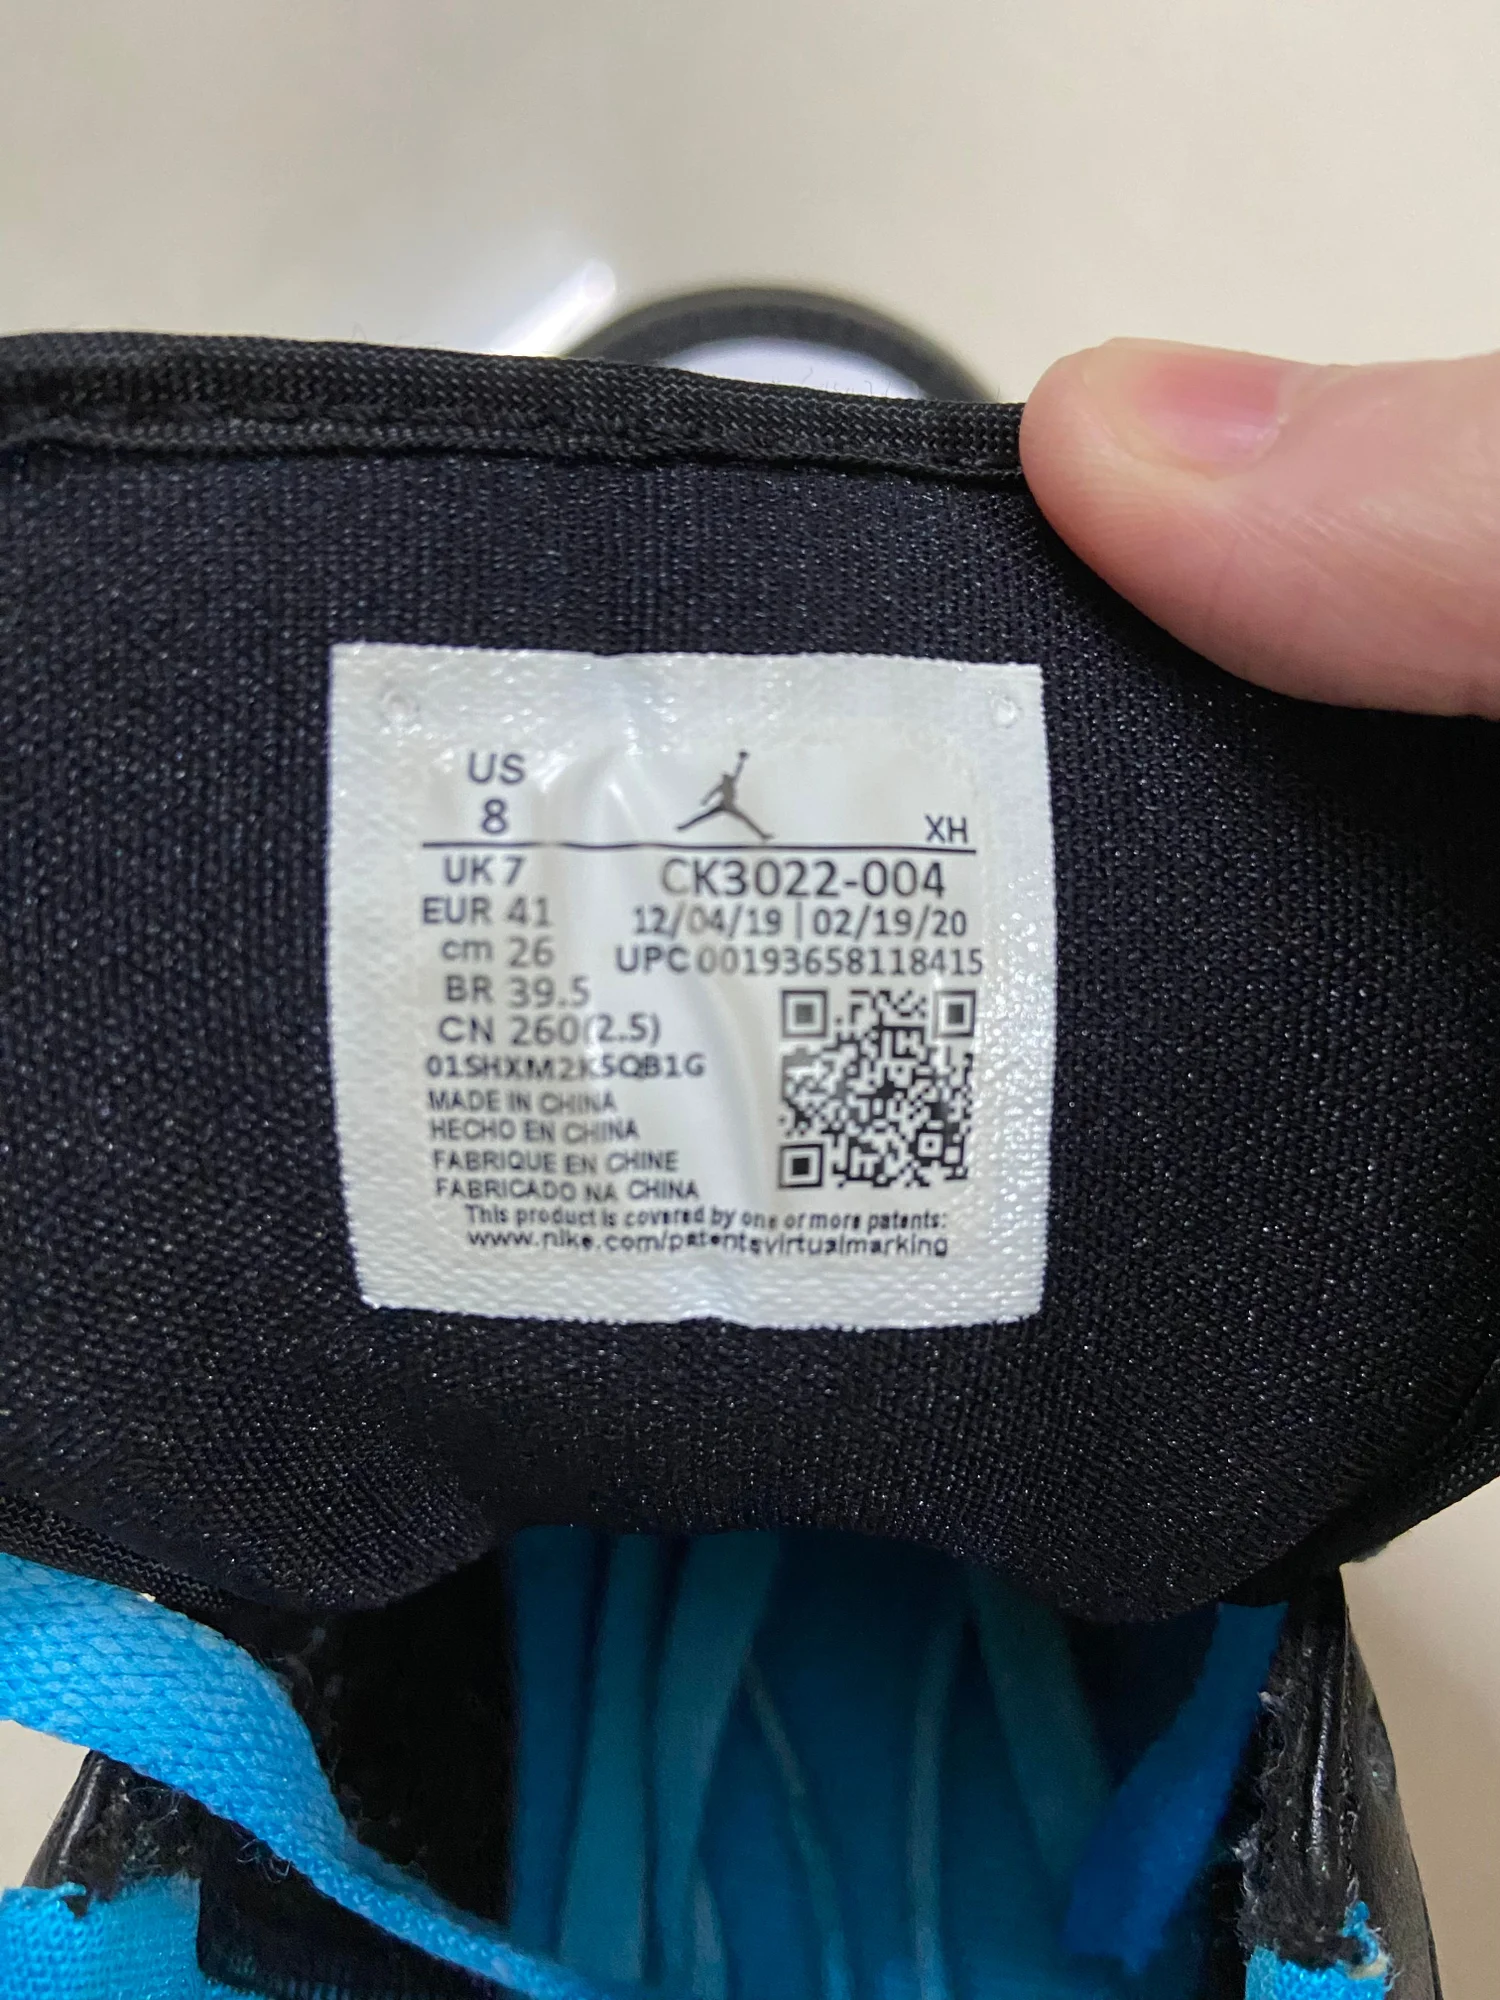 US
8
XH
UK 7
CK3022-004
EUR 41
12/04/19 | 02/19/20
cm 26
UPC 00193658118415
BR 39.5
CN 260(2.5)
01SHXM2K5QB1G
MADE IN CHINA
HECHO EN CHINA
FABRIQUE EN CHINE
FABRICADO NA CHINA
This product is covered by one or more patents:
www.nike.com/patentsvirtualmarking